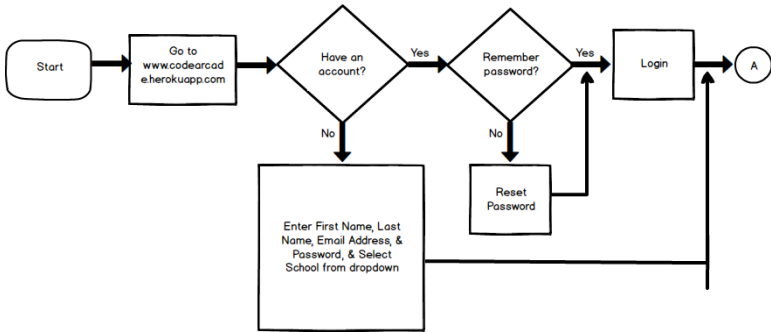 Start
Go to
www.codearcad
e.herokuapp.com
Have an
account?
Yes
Remember
password?
Yes
Login
A
No
No
Reset
Password
Enter First Name, Last
Name, Email Address, &
Password, & Select
School from dropdown